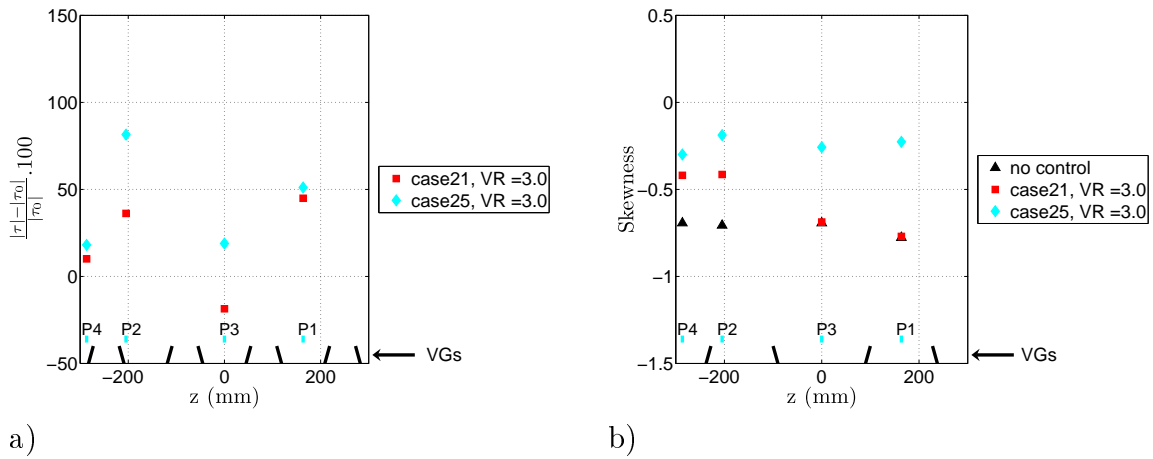 150
100
50
0
−50
|τ|−|τ₀|
|τ₀|
.100
P4 P2 P3 P1
−200 0 200
z (mm)
case21, VR =3.0
case25, VR =3.0
VGs
a)
0.5
0
−0.5
−1
−1.5
Skewness
P4 P2 P3 P1
−200 0 200
z (mm)
no control
case21, VR =3.0
case25, VR =3.0
VGs
b)